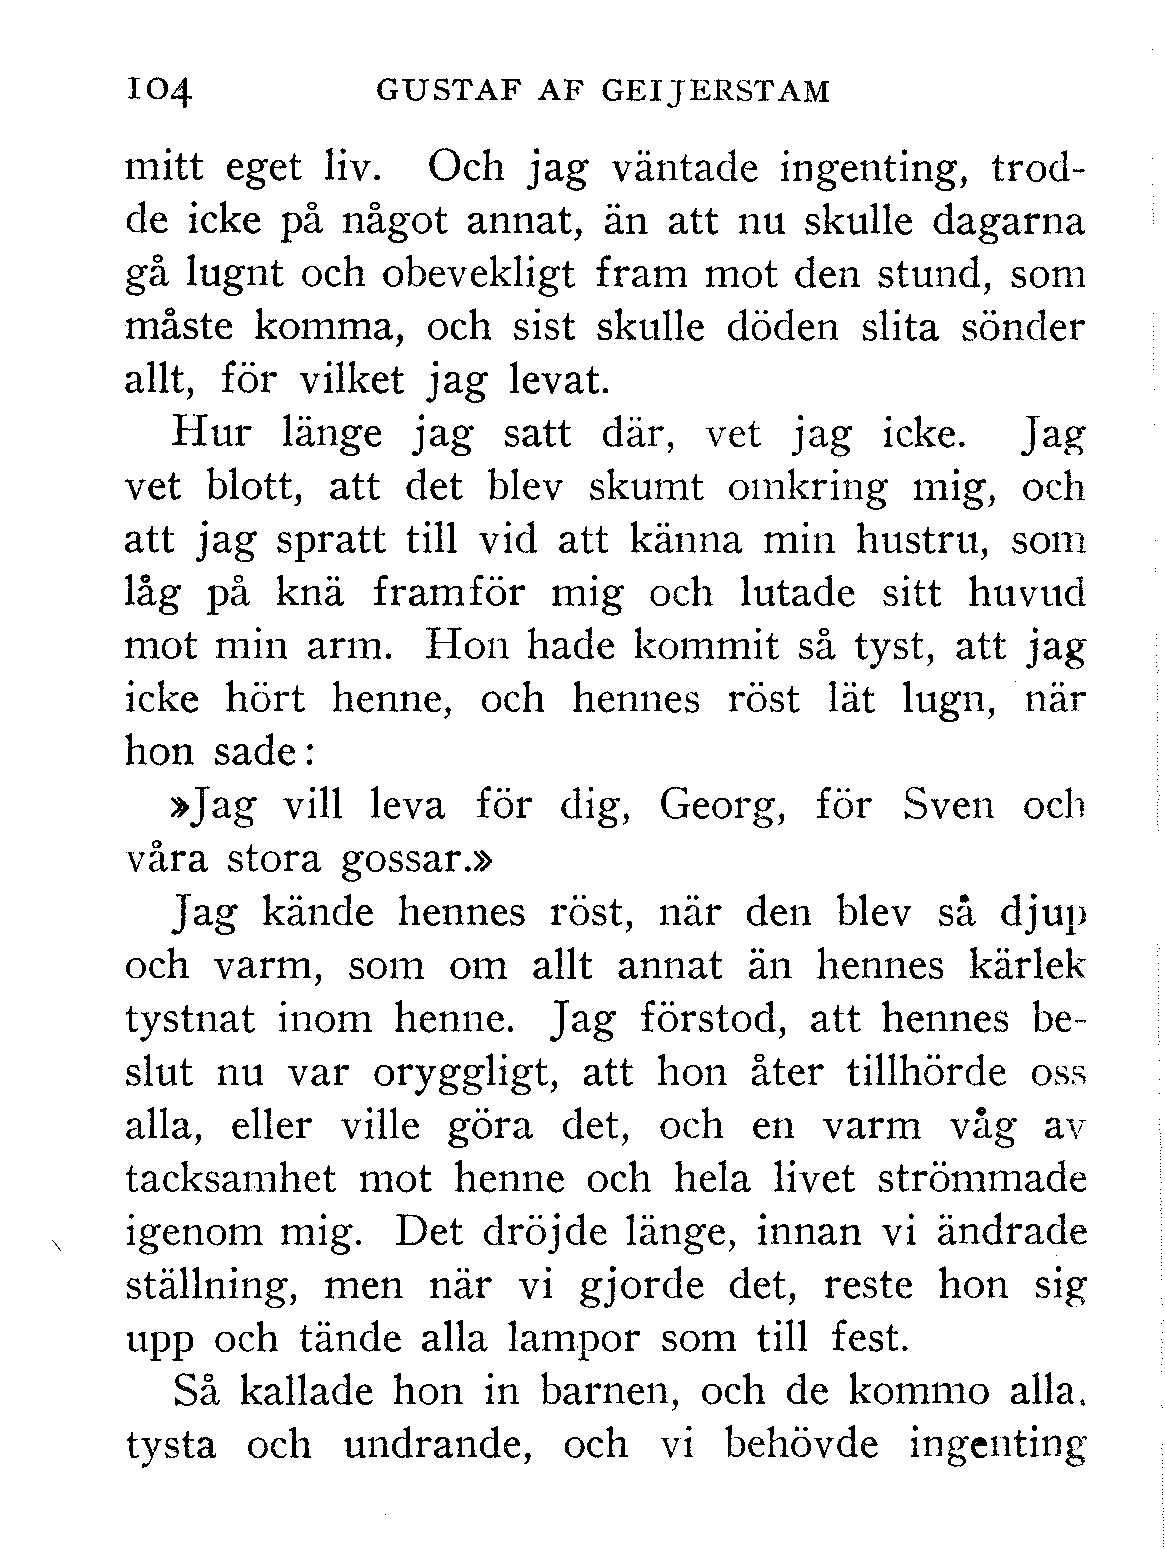 104 GUSTAF AF GEIJERSTAM
mitt eget liv. Och jag väntade ingenting, trod-
de icke på något annat, än att nu skulle dagarna
gå lugnt och obevekligt fram mot den stund, som
måste komma, och sist skulle döden slita sönder
allt, för vilket jag levat.
Hur länge jag satt där, vet jag icke. Jag
vet blott, att det blev skumt omkring mig, och
att jag spratt till vid att känna min hustru, som
låg på knä framför mig och lutade sitt huvud
mot min arm. Hon hade kommit så tyst, att jag
icke hört henne, och hennes röst lät lugn, när
hon sade:
»Jag vill leva för dig, Georg, för Sven och
våra stora gossar.»
Jag kände hennes röst, när den blev så djup
och varm, som om allt annat än hennes kärlek
tystnat inom henne. Jag förstod, att hennes be-
slut nu var oryggligt, att hon åter tillhörde oss
alla, eller ville göra det, och en varm våg av
tacksamhet mot henne och hela livet strömmade
igenom mig. Det dröjde länge, innan vi ändrade
ställning, men när vi gjorde det, reste hon sig
upp och tände alla lampor som till fest.
Så kallade hon in barnen, och de kommo alla,
tysta och undrande, och vi behövde ingenting